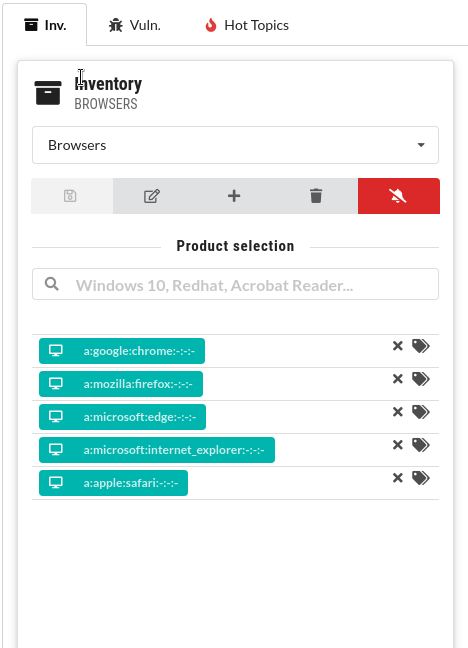 Inv. Vuln. Hot Topics
Inventory
BROWSERS
Browsers
Product selection
Windows 10, Redhat, Acrobat Reader...
a:google:chrome:-:-:-
a:mozilla:firefox:-:-:-
a:microsoft:edge:-:-:-
a:microsoft:internet_explorer:-:-:-
a:apple:safari:-:-:-